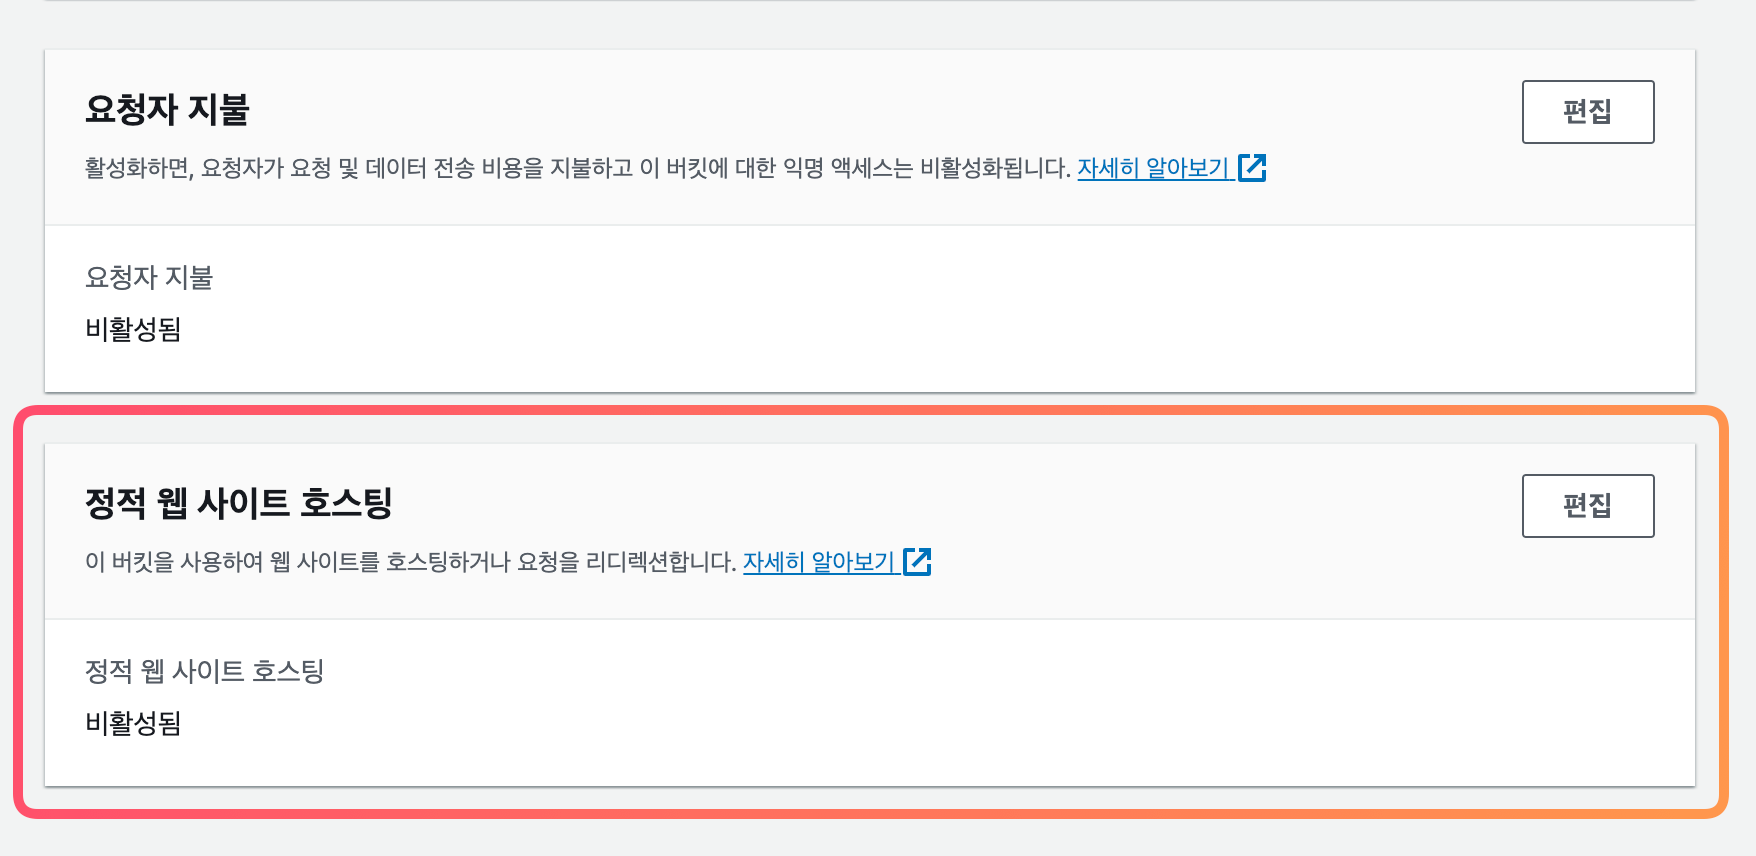 요청자 지불
편집
활성화하면, 요청자가 요청 및 데이터 전송 비용을 지불하고 이 버킷에 대한 익명 액세스는 비활성화됩니다. 자세히 알아보기
요청자 지불
비활성됨
정적 웹 사이트 호스팅
편집
이 버킷을 사용하여 웹 사이트를 호스팅하거나 요청을 리디렉션합니다. 자세히 알아보기
정적 웹 사이트 호스팅
비활성됨